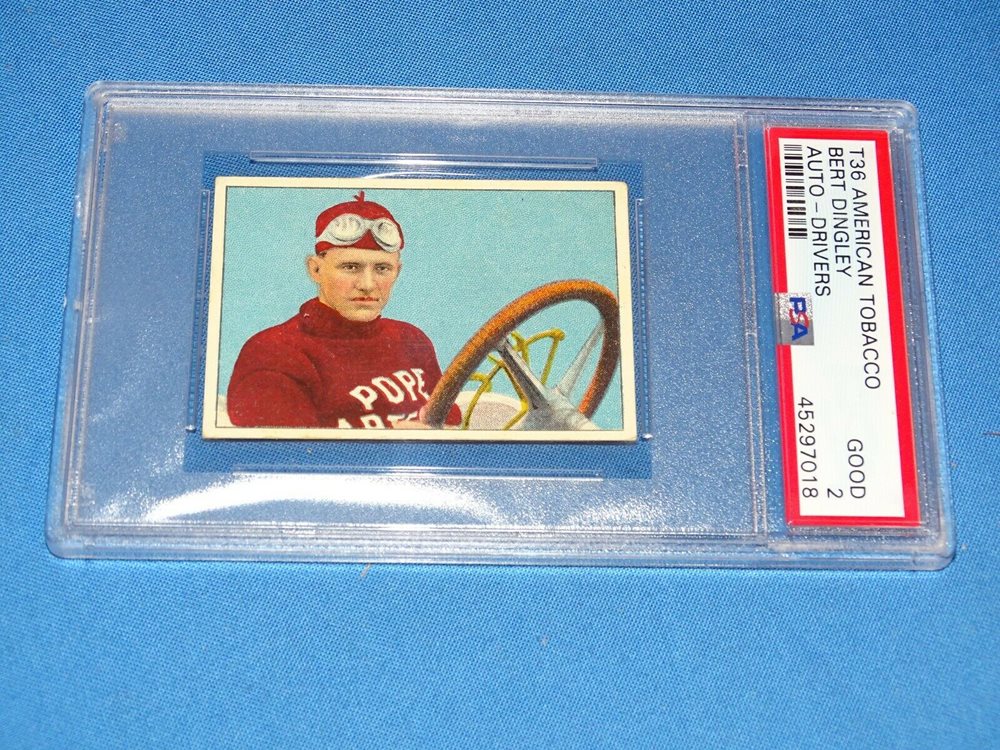 T36 AMERICAN TOBACCO
BERT DINGLEY GOOD
AUTO - DRIVERS 2
PSA 45297018
POPE